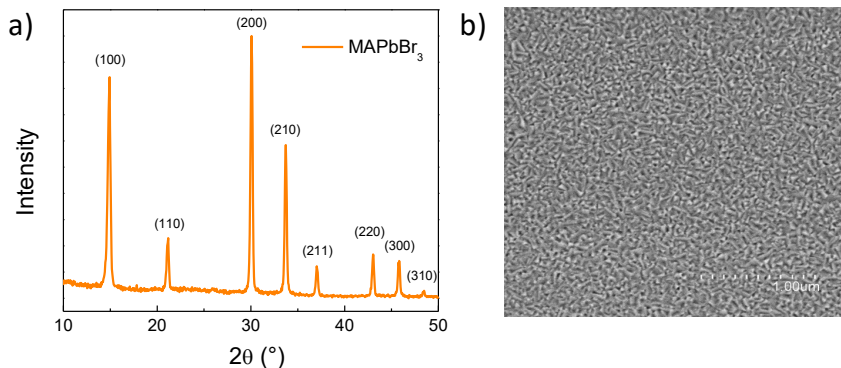 a)
b)
(200)
MAPbBr₃
(100)
(210)
(110)
(220)
(300)
(211)
(310)
Intensity
10
20
30
40
50
2θ (°)
1.00um